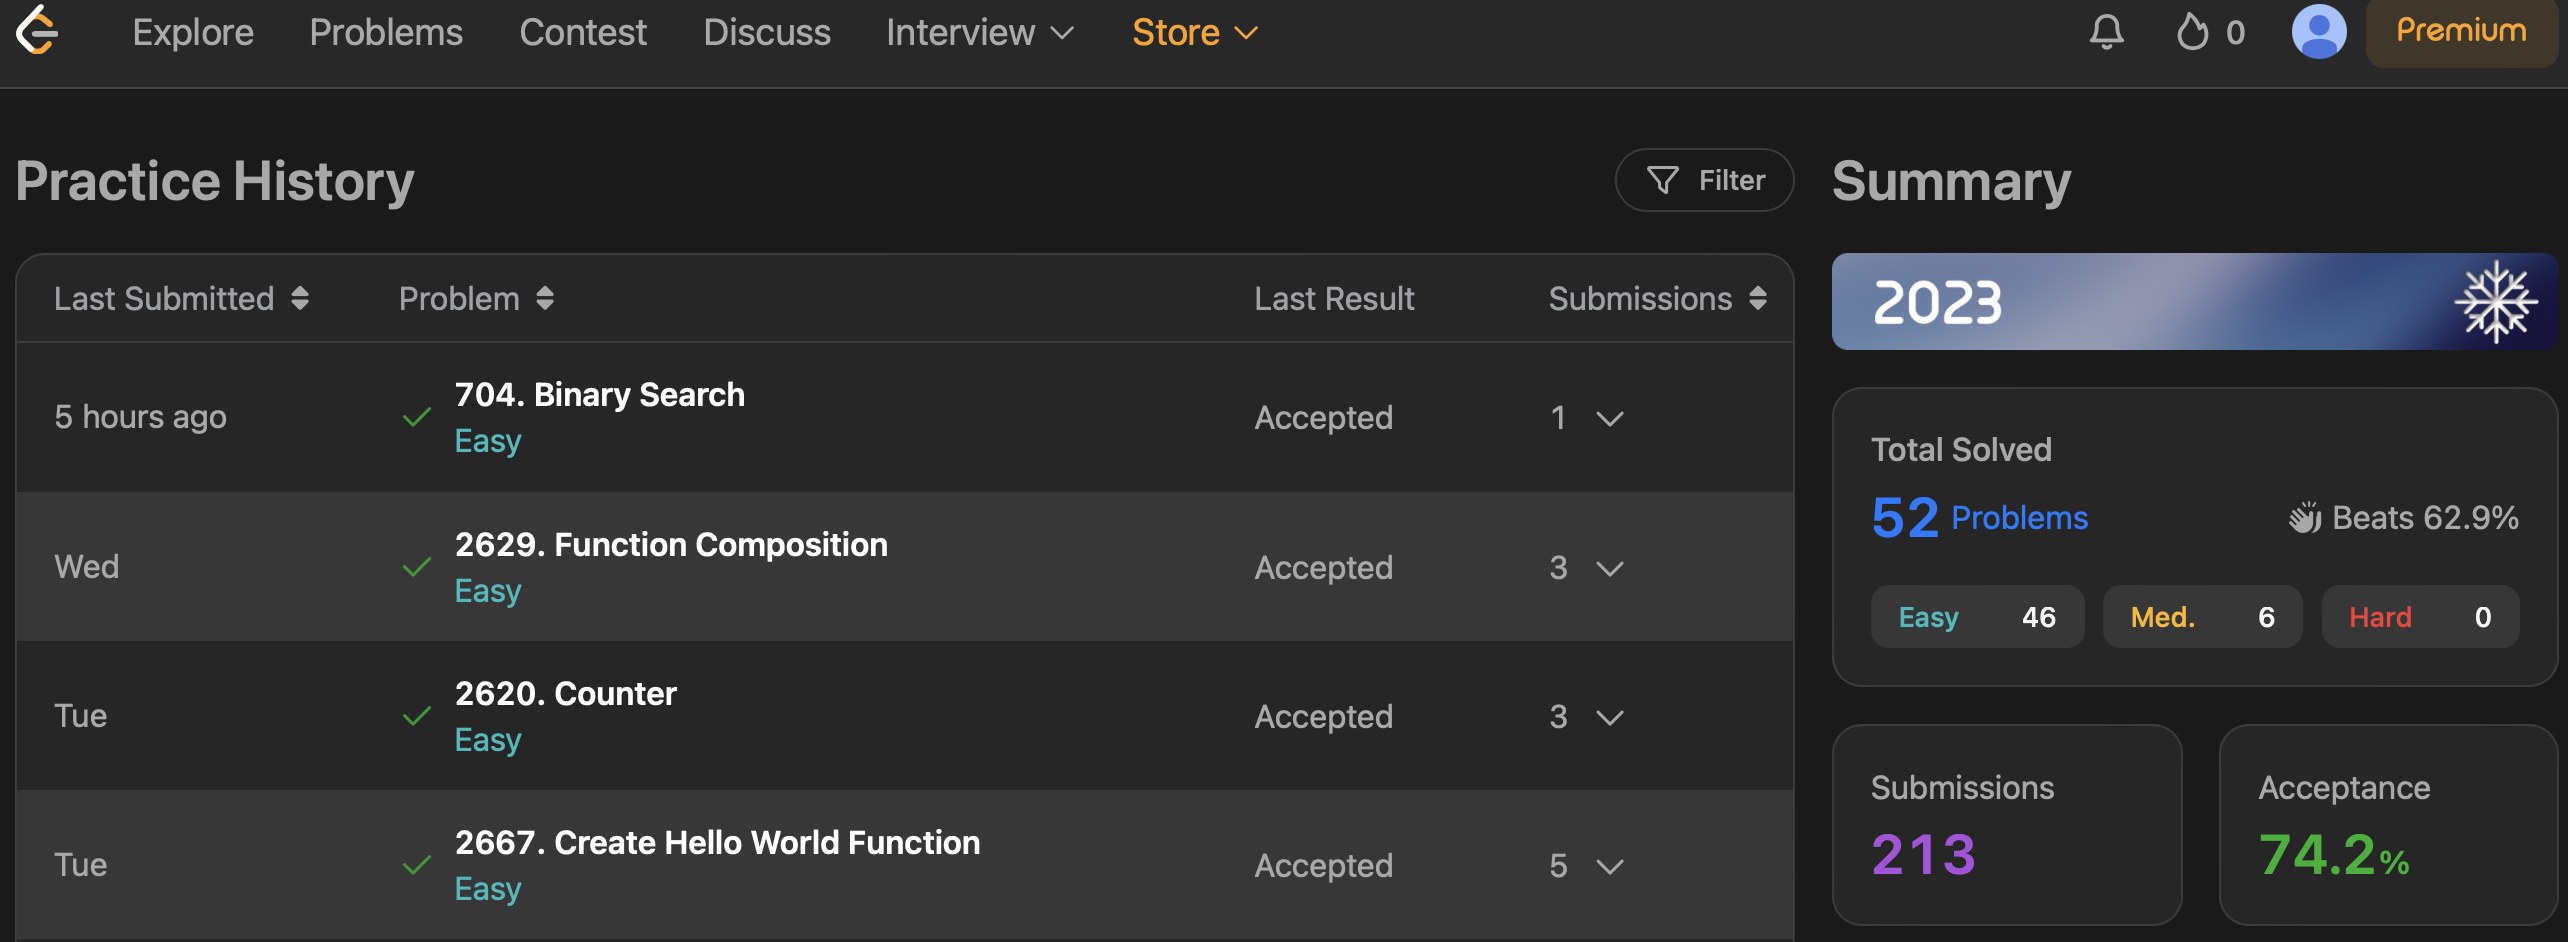 Explore Problems Contest Discuss Interview Store 0 Premium
Practice History
Filter
Last Submitted Problem Last Result Submissions
5 hours ago 704. Binary Search Accepted 1
Easy
Wed 2629. Function Composition Accepted 3
Easy
Tue 2620. Counter Accepted 3
Easy
Tue 2667. Create Hello World Function Accepted 5
Easy
Summary
2023
Total Solved
52 Problems Beats 62.9%
Easy 46 Med. 6 Hard 0
Submissions
213
Acceptance
74.2%